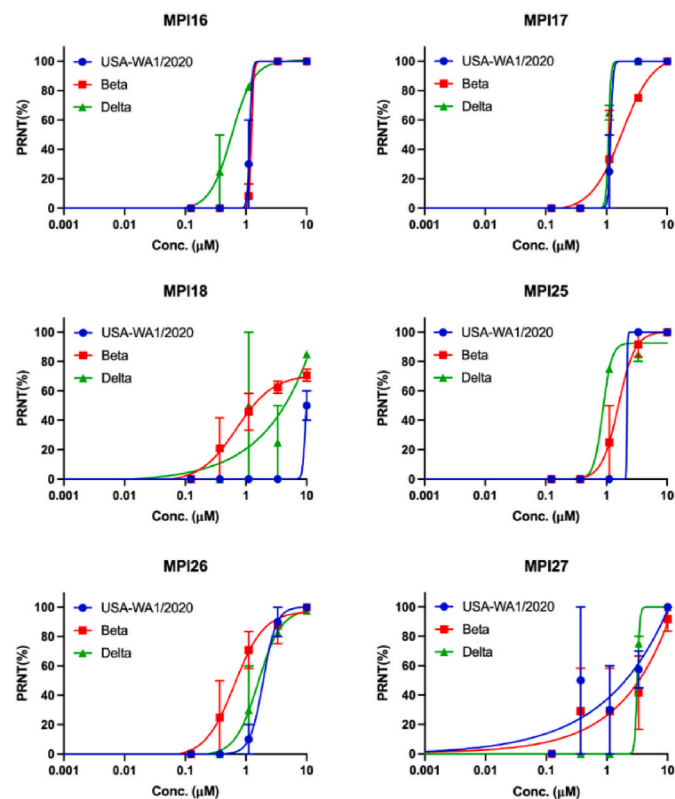 MPI16
PRNT(%)
100
80
60
40
20
0
USA-WA1/2020
Beta
Delta
0.001 0.01 0.1 1 10
Conc. (μM)
MPI17
PRNT(%)
100
80
60
40
20
0
USA-WA1/2020
Beta
Delta
0.001 0.01 0.1 1 10
Conc. (μM)
MPI18
PRNT(%)
100
80
60
40
20
0
USA-WA1/2020
Beta
Delta
0.001 0.01 0.1 1 10
Conc. (μM)
MPI25
PRNT(%)
100
80
60
40
20
0
USA-WA1/2020
Beta
Delta
0.001 0.01 0.1 1 10
Conc. (μM)
MPI26
PRNT(%)
100
80
60
40
20
0
USA-WA1/2020
Beta
Delta
0.001 0.01 0.1 1 10
Conc. (μM)
MPI27
PRNT(%)
100
80
60
40
20
0
USA-WA1/2020
Beta
Delta
0.001 0.01 0.1 1 10
Conc. (μM)